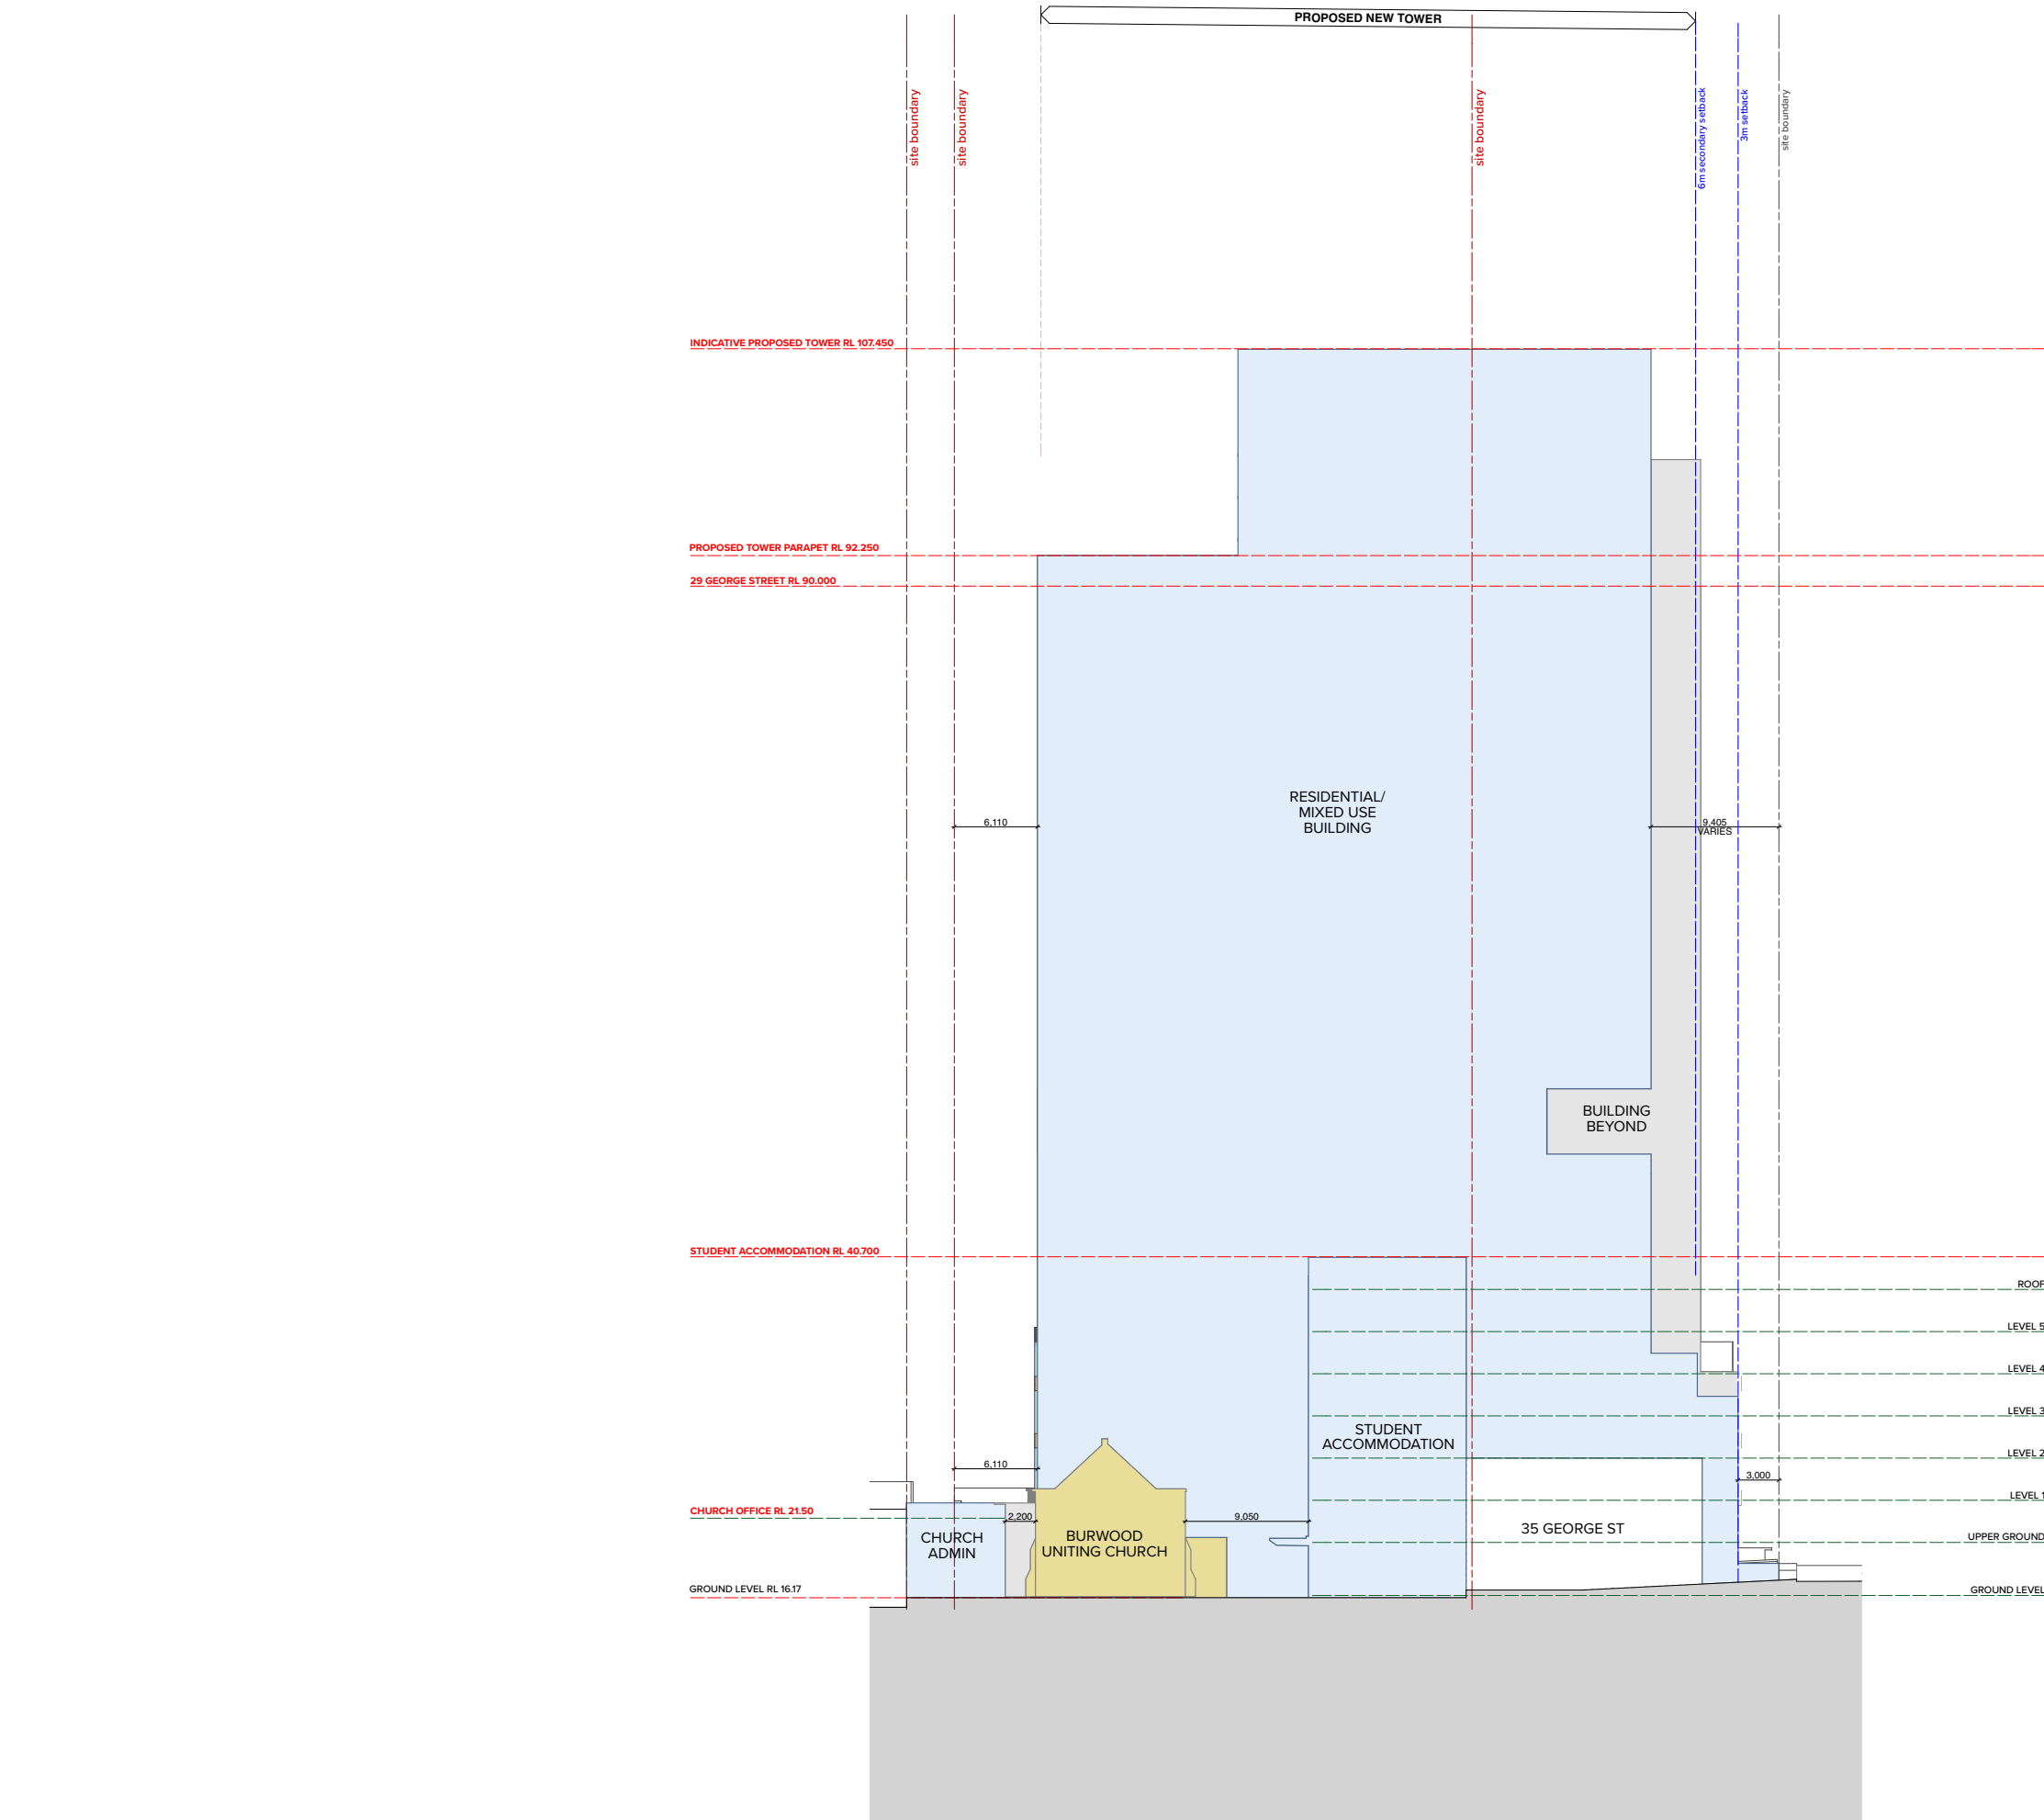 PROPOSED NEW TOWER
site boundary
site boundary
site boundary
6m secondary setback
3m setback
site boundary
INDICATIVE PROPOSED TOWER RL 107.450
PROPOSED TOWER PARAPET RL 92.250
29 GEORGE STREET RL 90.000
RESIDENTIAL/
MIXED USE
BUILDING
6,110
9,405
VARIES
BUILDING
BEYOND
STUDENT ACCOMMODATION RL 40.700
ROOF
LEVEL 5
LEVEL 4
LEVEL 3
STUDENT
ACCOMMODATION
LEVEL 2
6,110
3,000
LEVEL 1
CHURCH OFFICE RL 21.50
2,200
9,050
CHURCH
ADMIN
BURWOOD
UNITING CHURCH
35 GEORGE ST
UPPER GROUND
GROUND LEVEL RL 16.17
GROUND LEVEL